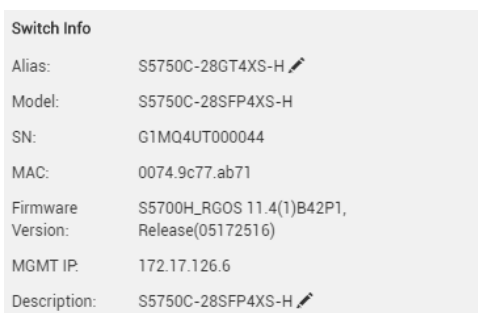 Switch Info
Alias: S5750C-28GT4XS-H
Model: S5750C-28SFP4XS-H
SN: G1MQ4UT000044
MAC: 0074.9c77.ab71
Firmware S5700H_RGOS 11.4(1)B42P1,
Version: Release(05172516)
MGMT IP: 172.17.126.6
Description: S5750C-28SFP4XS-H